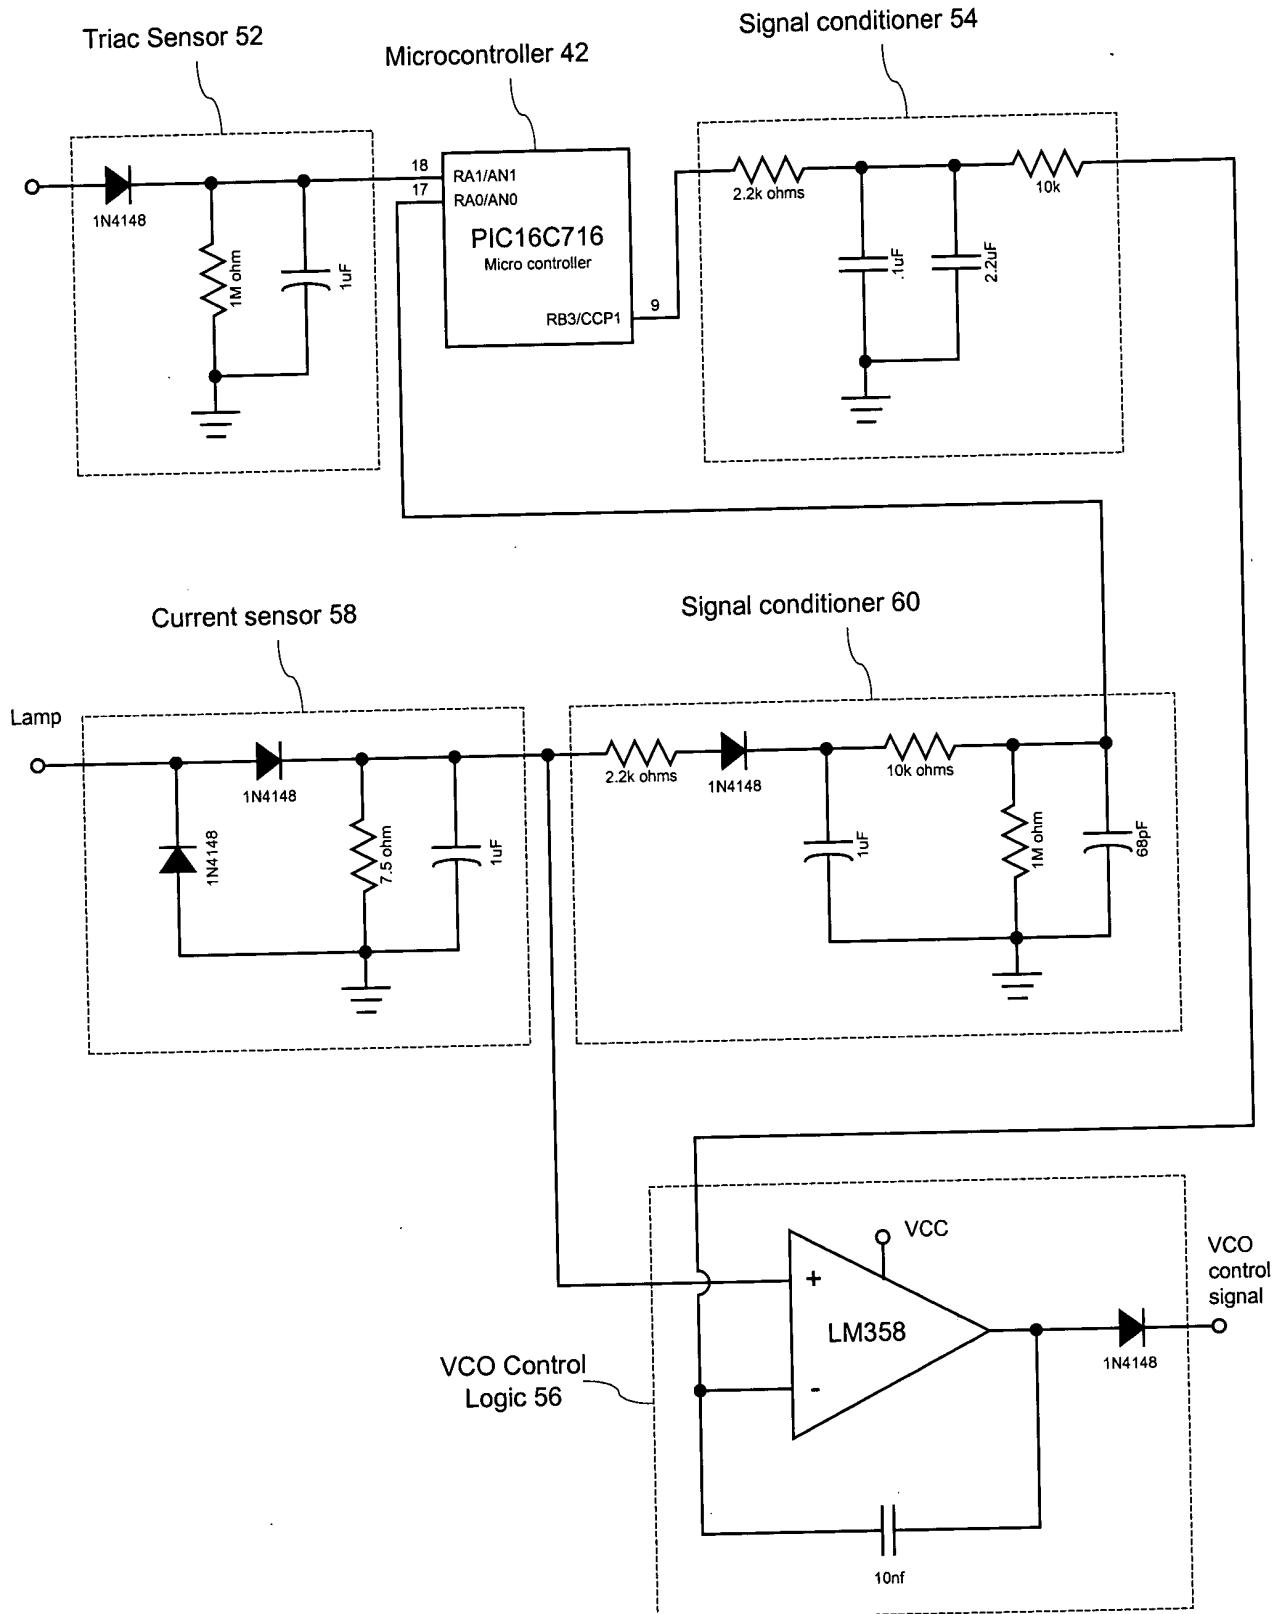 Triac Sensor 52
Microcontroller 42
Signal conditioner 54
1N4148
1M ohm
1uF
18
17
RA1/AN1
RA0/AN0
PIC16C716
Micro controller
RB3/CCP1
9
2.2k ohms
.1uF
2.2uF
10k
Current sensor 58
Signal conditioner 60
Lamp
1N4148
1N4148
7.5 ohm
1uF
2.2k ohms
1N4148
1uF
10k ohms
1M ohm
68pF
VCO Control
Logic 56
+
-
LM358
VCC
1N4148
VCO
control
signal
10nf